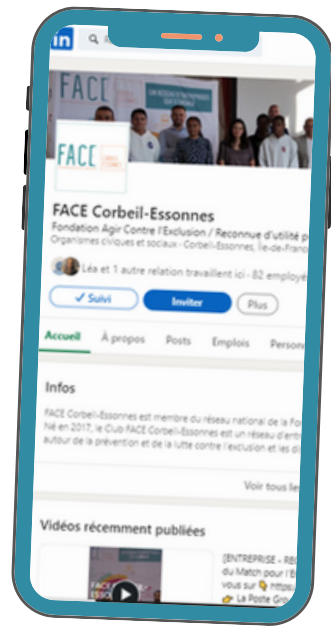 in
FACE
FACE
FACE Corbeil-Essonnes
Fondation Agir Contre l'Exclusion / Reconnue d'utilité p
Organismes civiques et sociaux · Corbeil-Essonnes, Île-de-Franc
Léa et 1 autre relation travaillent ici · 82 employé
✓ Suivi
Inviter
Plus
Accueil À propos Posts Emplois Person
Infos
FACE Corbeil-Essonnes est membre du réseau national de la Fo
Né en 2017, le Club FACE Corbeil-Essonnes est un réseau d'entr
autour de la prévention et de la lutte contre l'exclusion et les di
Voir tous le
Vidéos récemment publiées
[ENTREPRISE - RE
du Match pour l'E
vous sur 👇 https
👉 La Poste Gro
FACE